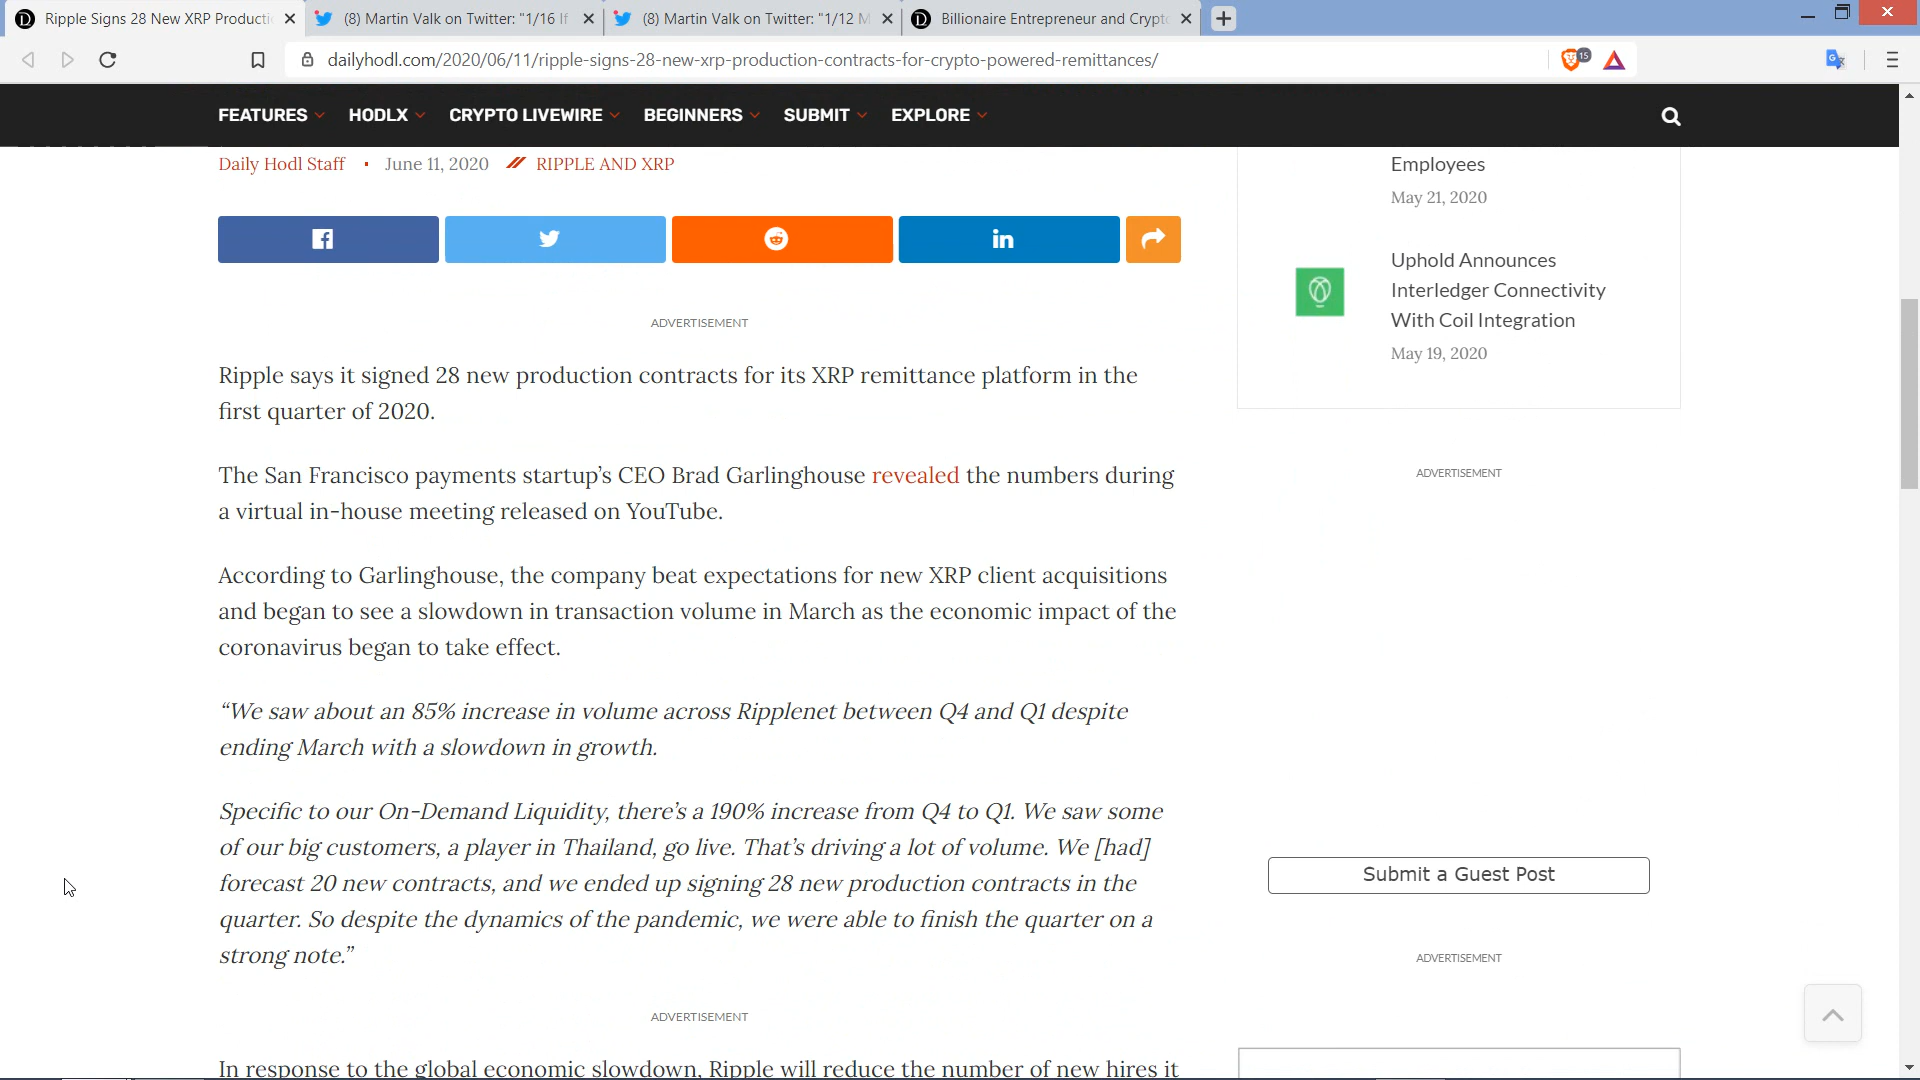 Ripple Signs 28 New XRP Producti
(8) Martin Valk on Twitter: "1/16 If
(8) Martin Valk on Twitter: "1/12 M
Billionaire Entrepreneur and Crypto
dailyhodl.com/2020/06/11/ripple-signs-28-new-xrp-production-contracts-for-crypto-powered-remittances/
15
FEATURES HODLX CRYPTO LIVEWIRE BEGINNERS SUBMIT EXPLORE
Daily Hodl Staff • June 11, 2020 RIPPLE AND XRP
ADVERTISEMENT
Ripple says it signed 28 new production contracts for its XRP remittance platform in the
first quarter of 2020.
The San Francisco payments startup’s CEO Brad Garlinghouse revealed the numbers during
a virtual in-house meeting released on YouTube.
According to Garlinghouse, the company beat expectations for new XRP client acquisitions
and began to see a slowdown in transaction volume in March as the economic impact of the
coronavirus began to take effect.
“We saw about an 85% increase in volume across Ripplenet between Q4 and Q1 despite
ending March with a slowdown in growth.
Specific to our On-Demand Liquidity, there’s a 190% increase from Q4 to Q1. We saw some
of our big customers, a player in Thailand, go live. That’s driving a lot of volume. We [had]
forecast 20 new contracts, and we ended up signing 28 new production contracts in the
quarter. So despite the dynamics of the pandemic, we were able to finish the quarter on a
strong note.”
ADVERTISEMENT
In response to the global economic slowdown, Ripple will reduce the number of new hires it
Employees
May 21, 2020
Uphold Announces
Interledger Connectivity
With Coil Integration
May 19, 2020
ADVERTISEMENT
Submit a Guest Post
ADVERTISEMENT